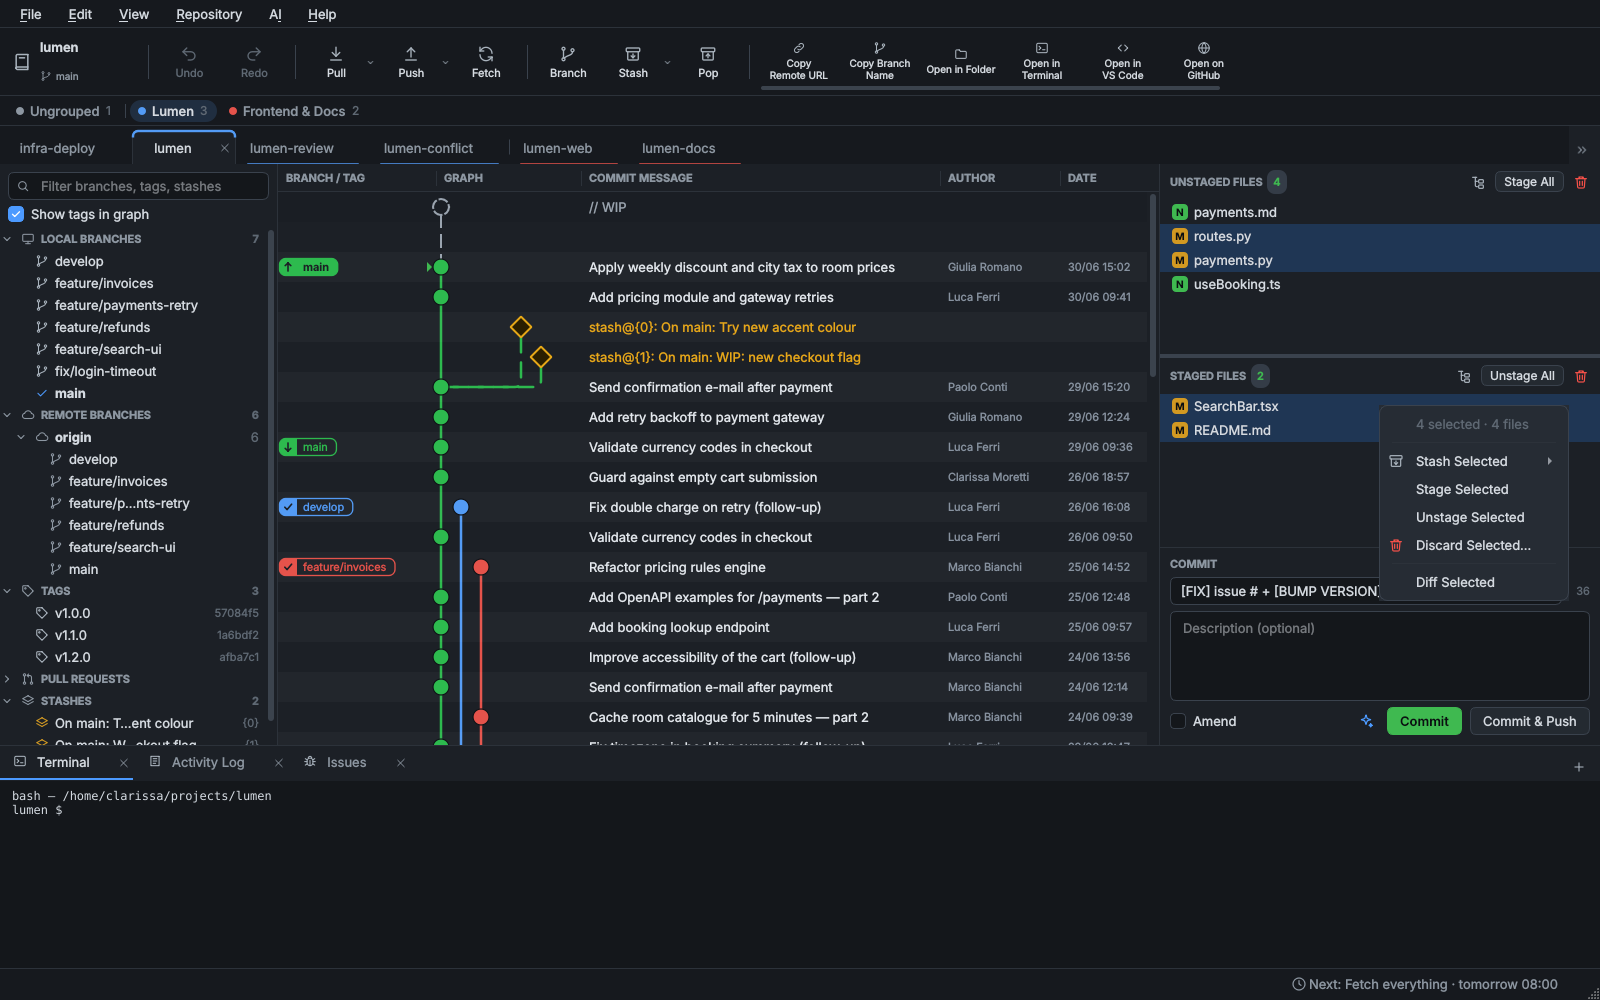 File Edit View Repository AI Help
lumen
main
Undo Redo Pull Push Fetch Branch Stash Pop
Copy Remote URL
Copy Branch Name
Open in Folder
Open in Terminal
Open in VS Code
Open on GitHub
Ungrouped 1 Lumen 3 Frontend & Docs 2
infra-deploy lumen lumen-review lumen-conflict lumen-web lumen-docs
Filter branches, tags, stashes
Show tags in graph
LOCAL BRANCHES 7
develop
feature/invoices
feature/payments-retry
feature/refunds
feature/search-ui
fix/login-timeout
main
REMOTE BRANCHES 6
origin 6
develop
feature/invoices
feature/p...nts-retry
feature/refunds
feature/search-ui
main
TAGS 3
v1.0.0 57084f5
v1.1.0 1a6bdf2
v1.2.0 afba7c1
PULL REQUESTS
STASHES 2
On main: T...ent colour {0}
On main: W...ckout flag {1}
BRANCH / TAG GRAPH COMMIT MESSAGE AUTHOR DATE
// WIP
main Apply weekly discount and city tax to room prices Giulia Romano 30/06 15:02
Add pricing module and gateway retries Luca Ferri 30/06 09:41
stash@{0}: On main: Try new accent colour
stash@{1}: On main: WIP: new checkout flag
Send confirmation e-mail after payment Paolo Conti 29/06 15:20
Add retry backoff to payment gateway Giulia Romano 29/06 12:24
main Validate currency codes in checkout Luca Ferri 29/06 09:36
Guard against empty cart submission Clarissa Moretti 26/06 18:57
develop Fix double charge on retry (follow-up) Luca Ferri 26/06 16:08
Validate currency codes in checkout Luca Ferri 26/06 09:50
feature/invoices Refactor pricing rules engine Marco Bianchi 25/06 14:52
Add OpenAPI examples for /payments — part 2 Paolo Conti 25/06 12:48
Add booking lookup endpoint Luca Ferri 25/06 09:57
Improve accessibility of the cart (follow-up) Marco Bianchi 24/06 13:56
Send confirmation e-mail after payment Marco Bianchi 24/06 12:14
Cache room catalogue for 5 minutes — part 2 Marco Bianchi 24/06 09:39
UNSTAGED FILES 4 Stage All
N payments.md
M routes.py
M payments.py
N useBooking.ts
STAGED FILES 2 Unstage All
M SearchBar.tsx
M README.md
4 selected · 4 files
Stash Selected
Stage Selected
Unstage Selected
Discard Selected...
Diff Selected
COMMIT
[FIX] issue # + [BUMP VERSION] 36
Description (optional)
Amend Commit Commit & Push
Terminal Activity Log Issues
bash — /home/clarissa/projects/lumen
lumen $
Next: Fetch everything · tomorrow 08:00